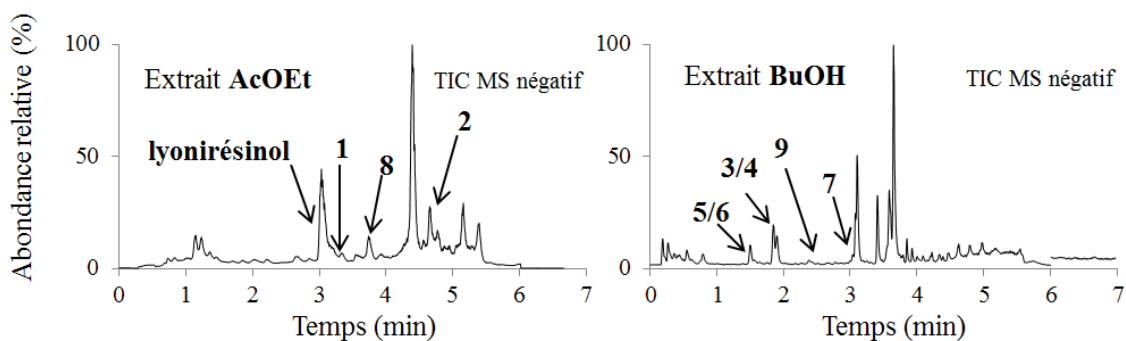 Abondance relative (%)
100
50
0
Extrait AcOEt
TIC MS négatif
lyonirésinol
1
8
2
0 1 2 3 4 5 6 7
Temps (min)
100
50
0
Extrait BuOH
TIC MS négatif
5/6
3/4
9
7
0 1 2 3 4 5 6 7
Temps (min)